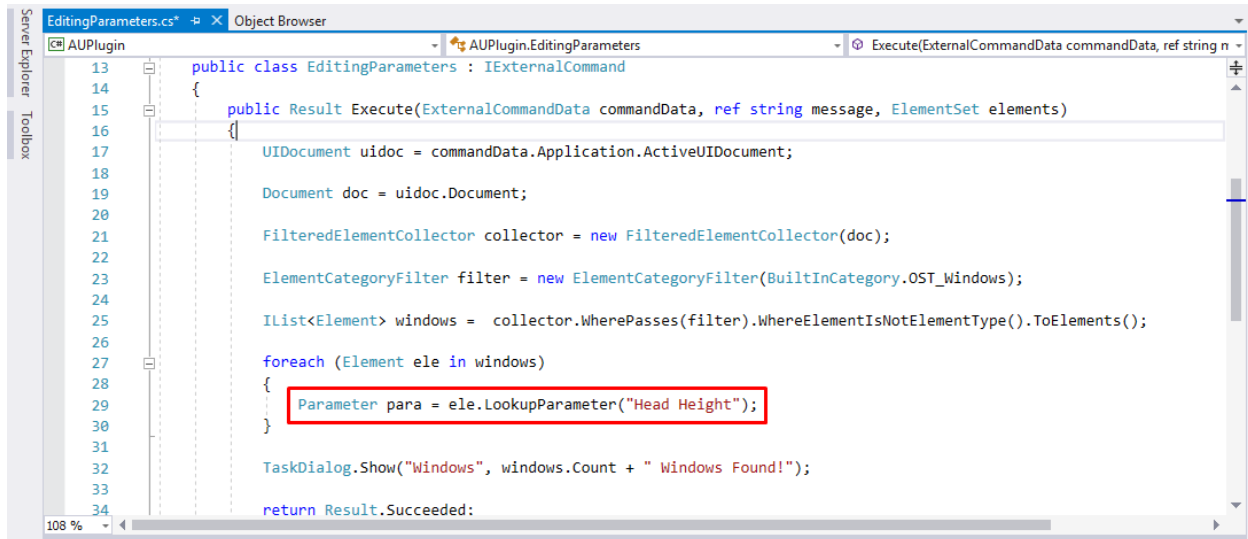 Server Explorer
Toolbox
EditingParameters.cs*
Object Browser
C# AUPlugin
AUPlugin.EditingParameters
Execute(ExternalCommandData commandData, ref string m
13 public class EditingParameters : IExternalCommand
14 {
15 public Result Execute(ExternalCommandData commandData, ref string message, ElementSet elements)
16 {
17 UIDocument uidoc = commandData.Application.ActiveUIDocument;
18
19 Document doc = uidoc.Document;
20
21 FilteredElementCollector collector = new FilteredElementCollector(doc);
22
23 ElementCategoryFilter filter = new ElementCategoryFilter(BuiltInCategory.OST_Windows);
24
25 IList<Element> windows =  collector.WherePasses(filter).WhereElementIsNotElementType().ToElements();
26
27 foreach (Element ele in windows)
28 {
29 Parameter para = ele.LookupParameter("Head Height");
30 }
31
32 TaskDialog.Show("Windows", windows.Count + " Windows Found!");
33
34 return Result.Succeeded;
108 %